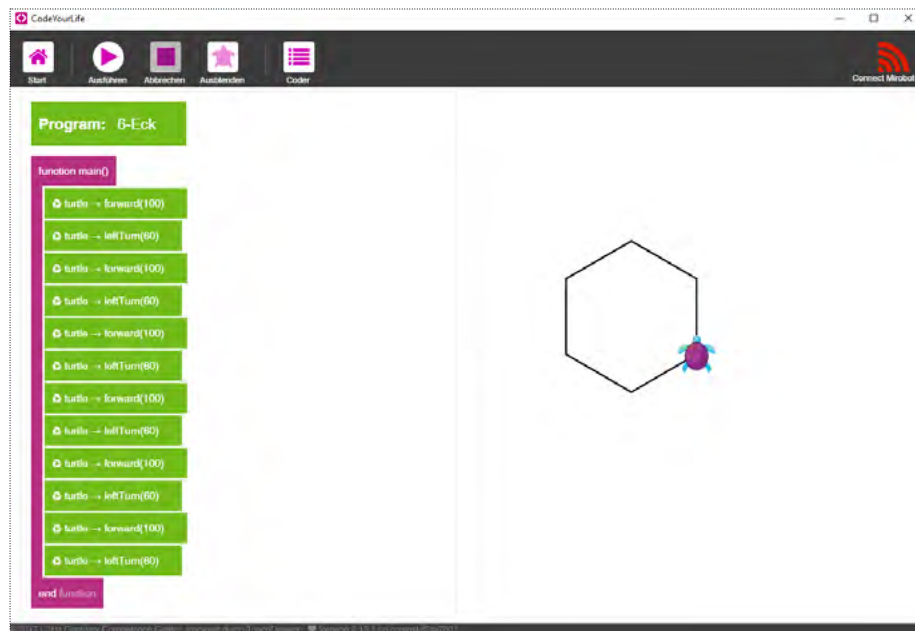 CodeYourLife
Start
Ausführen
Abbrechen
Ausblenden
Coder
Connect Mirobot
Program: 6-Eck
function main()
turtle → forward(100)
turtle → leftTurn(60)
turtle → forward(100)
turtle → leftTurn(60)
turtle → forward(100)
turtle → leftTurn(60)
turtle → forward(100)
turtle → leftTurn(60)
turtle → forward(100)
turtle → leftTurn(60)
turtle → forward(100)
turtle → leftTurn(60)
end function